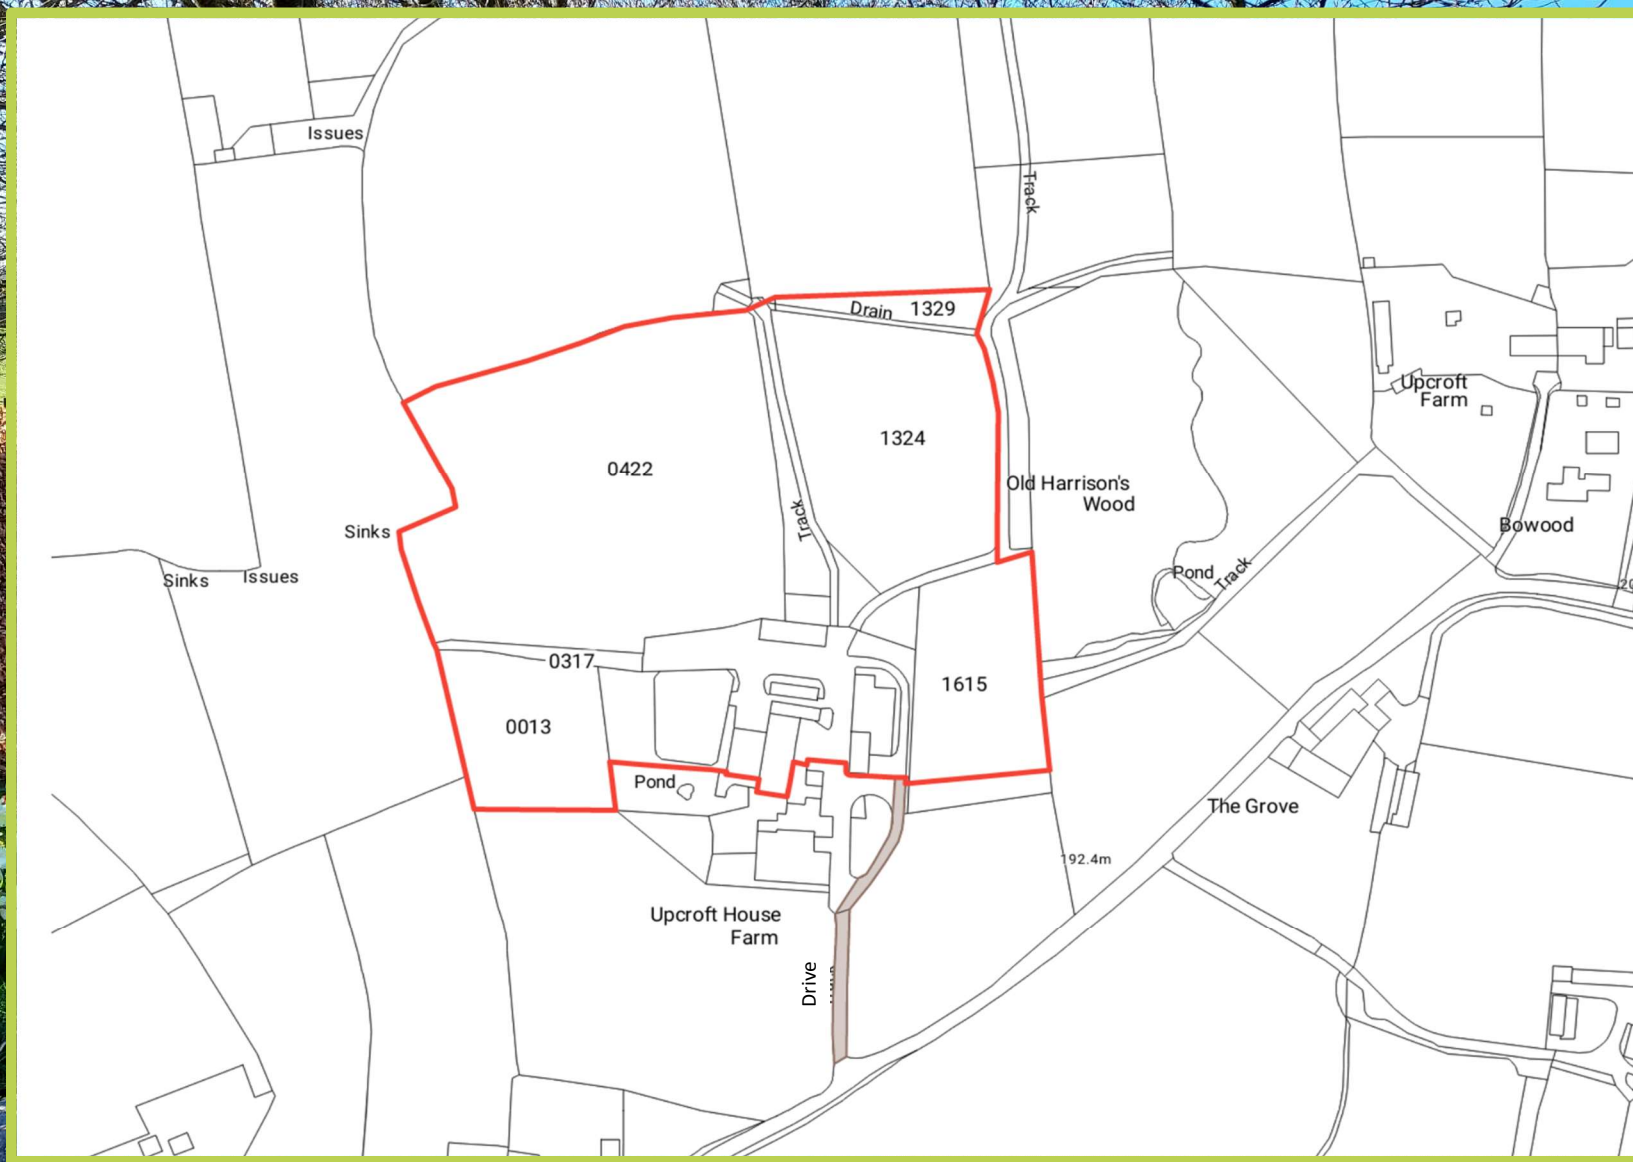 Issues
Track
Drain
1329
Upcroft
Farm
1324
0422
Old Harrison's
Wood
Track
Sinks
Bowood
Sinks
Issues
Pond
Track
0317
1615
0013
Pond
The Grove
192.4m
Upcroft House
Farm
Drive